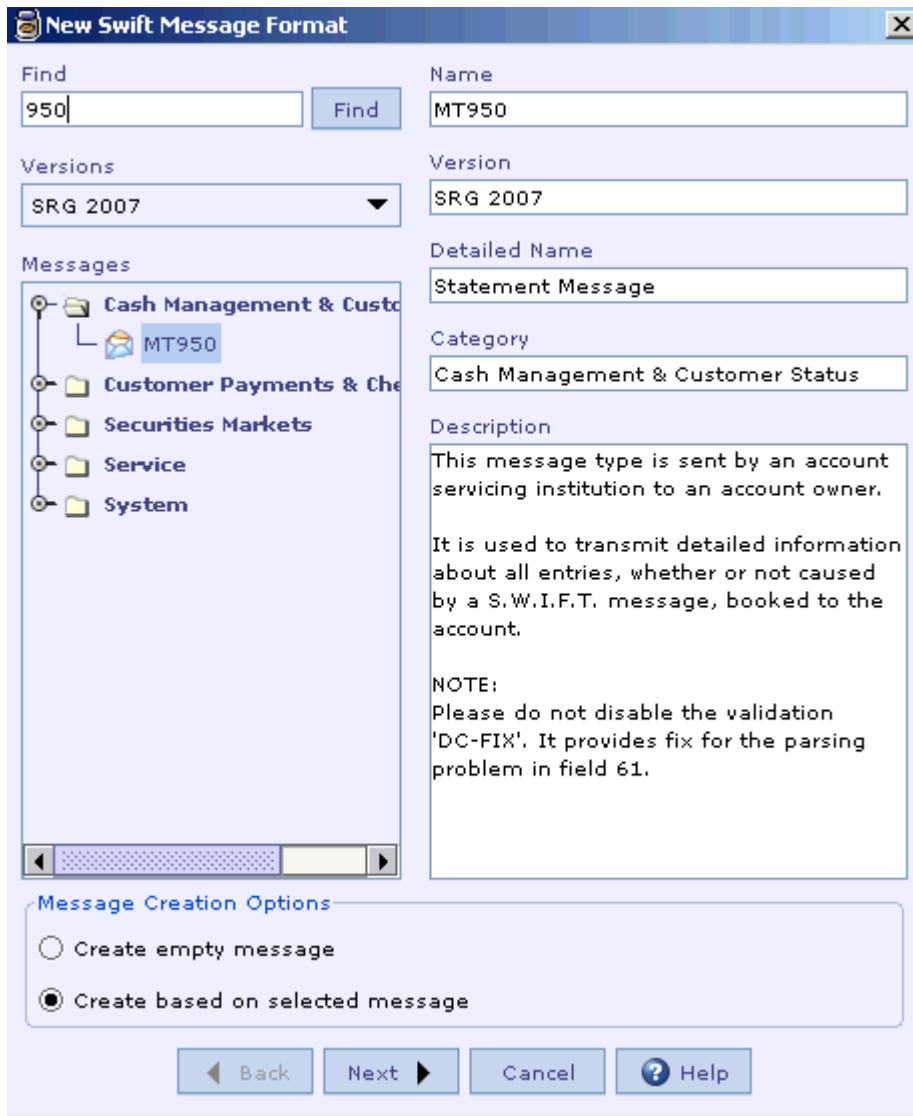 New Swift Message Format
Find
950
Find
Versions
SRG 2007
Messages
Cash Management & Custo
MT950
Customer Payments & Che
Securities Markets
Service
System
Name
MT950
Version
SRG 2007
Detailed Name
Statement Message
Category
Cash Management & Customer Status
Description
This message type is sent by an account
servicing institution to an account owner.
It is used to transmit detailed information
about all entries, whether or not caused
by a S.W.I.F.T. message, booked to the
account.
NOTE:
Please do not disable the validation
'DC-FIX'. It provides fix for the parsing
problem in field 61.
Message Creation Options
Create empty message
Create based on selected message
Back
Next
Cancel
Help